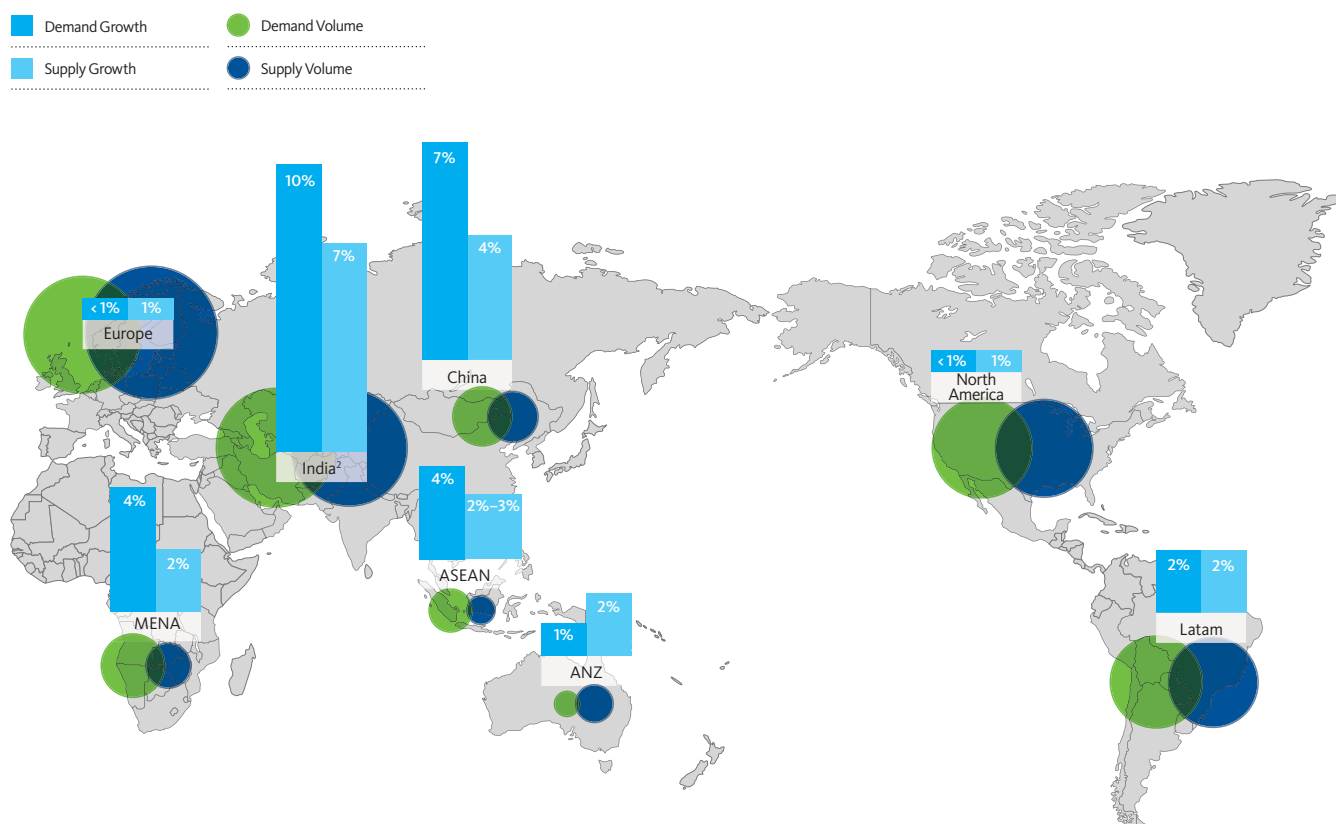 Demand Growth
Demand Volume
Supply Growth
Supply Volume
7%
10%
4%
7%
<1%
1%
Europe
China
<1%
1%
North
America
India²
4%
2%–3%
4%
2%
ASEAN
2%
2%
2%
1%
MENA
Latam
ANZ